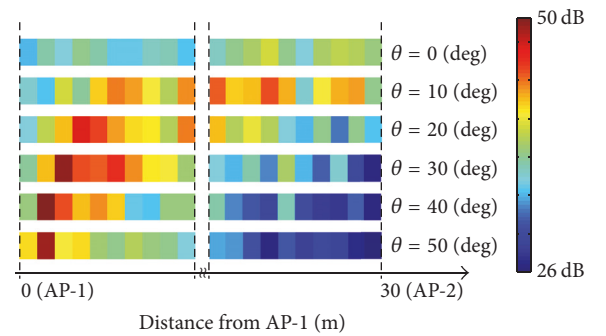 50 dB
θ = 0 (deg)
θ = 10 (deg)
θ = 20 (deg)
θ = 30 (deg)
θ = 40 (deg)
θ = 50 (deg)
26 dB
0 (AP-1)
30 (AP-2)
Distance from AP-1 (m)